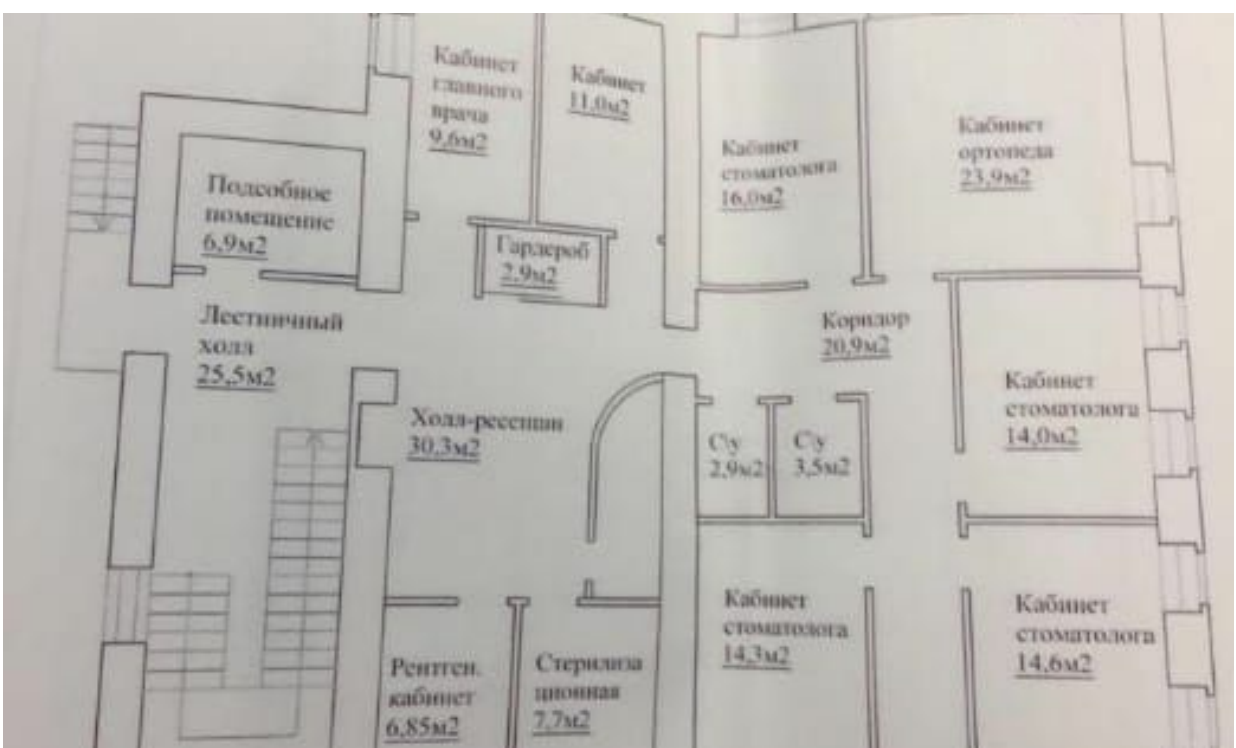 Кабинет
главного
врача
9,6м2
Кабинет
11,0м2
Кабинет
стоматолога
16,0м2
Кабинет
ортопеда
23,9м2
Подсобное
помещение
6,9м2
Гардероб
2,9м2
Лестничный
холл
25,5м2
Коридор
20,9м2
Холл-ресепшн
30,3м2
С\у
2,9м2
С\у
3,5м2
Кабинет
стоматолога
14,0м2
Рентген.
кабинет
6,85м2
Стерилиза
ционная
7,7м2
Кабинет
стоматолога
14,3м2
Кабинет
стоматолога
14,6м2